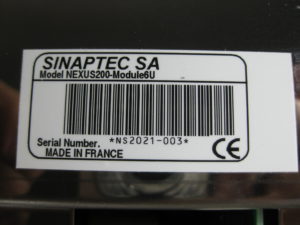 SINAPTEC SA
Model NEXUS200-Module6U
*NS2021-003*
Serial Number.
MADE IN FRANCE
CE